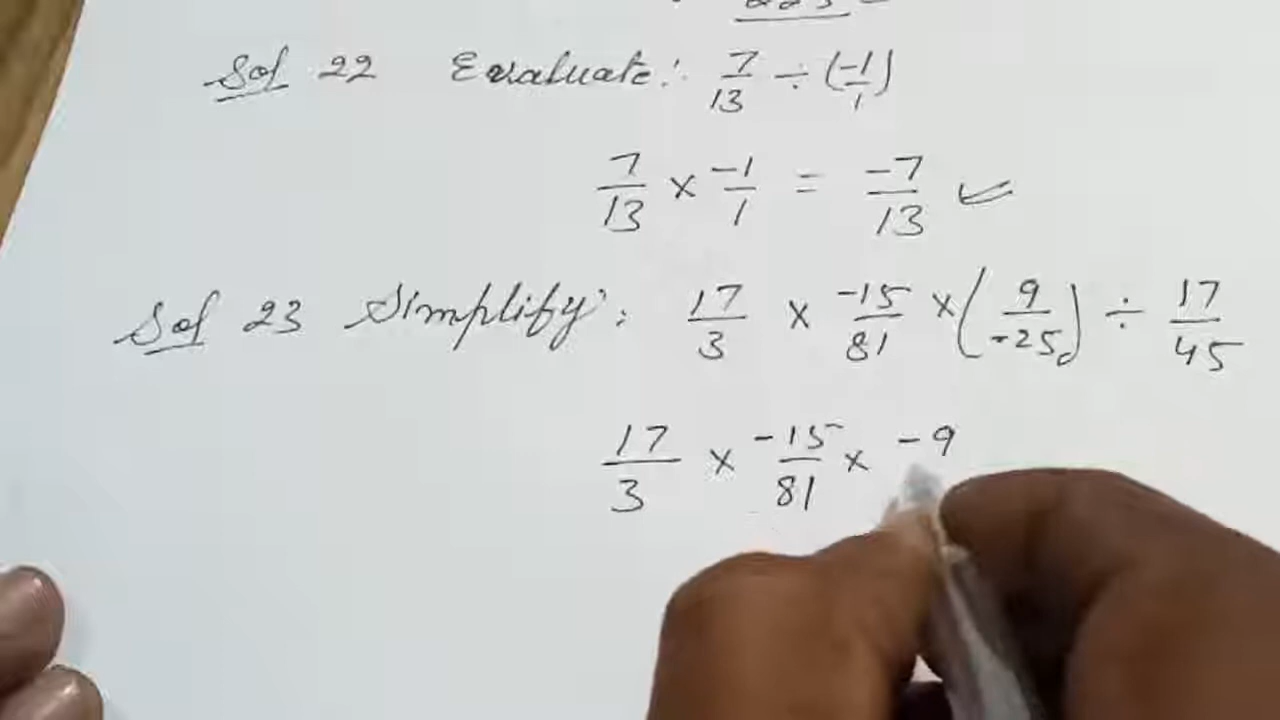 Sol 22 Evaluate: 7/13 ÷ (-1/1)
7/13 × -1/1 = -7/13 ✓
Sol 23 Simplify: 17/3 × -15/81 × (9/-25) ÷ 17/45
17/3 × -15/81 × -9